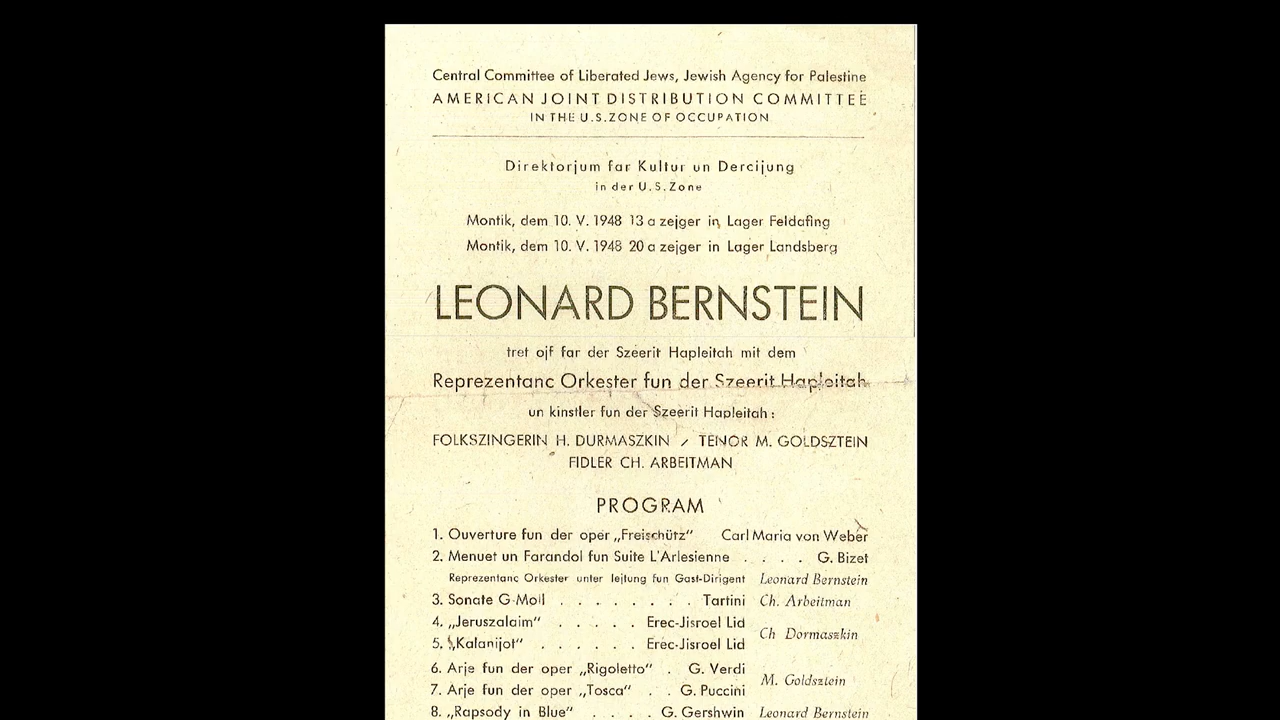 Central Committee of Liberated Jews, Jewish Agency for Palestine
AMERICAN JOINT DISTRIBUTION COMMITTEE
IN THE U.S. ZONE OF OCCUPATION
Direktorjum far Kultur un Dercijung
in der U.S. Zone
Montik, dem 10. V. 1948 13 a zejger in Lager Feldafing
Montik, dem 10. V. 1948 20 a zejger in Lager Landsberg
LEONARD BERNSTEIN
tret ojf far der Szeerit Hapleitah mit dem
Reprezentanc Orkester fun der Szeerit Hapleitah
un kinstler fun der Szeerit Hapleitah :
FOLKSZINGERIN H. DURMASZKIN / TENOR M. GOLDSZTEIN
FIDLER CH. ARBEITMAN
PROGRAM
1. Ouverture fun der oper „Freischütz“ Carl Maria von Weber
2. Menuet un Farandol fun Suite L'Arlesienne . . . . G. Bizet
Reprezentanc Orkester unter lejtung fun Gast-Dirigent Leonard Bernstein
3. Sonate G-Moll . . . . . . . . Tartini Ch. Arbeitman
4. „Jeruszalaim“ . . . . . Erec-Jisroel Lid
Ch Dormaszkin
5. „Kalanijot“ . . . . . . Erec-Jisroel Lid
6. Arje fun der oper „Rigoletto“ . G. Verdi
M. Goldsztein
7. Arje fun der oper „Tosca“ . . G. Puccini
8. „Rapsody in Blue“ . . . . G. Gershwin Leonard Bernstein